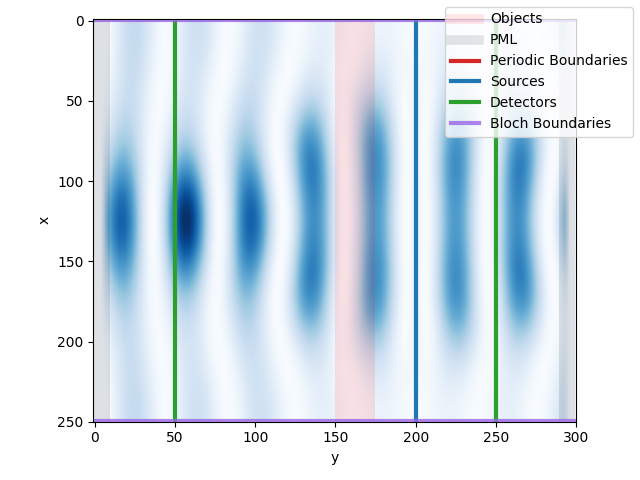 Objects
PML
Periodic Boundaries
Sources
Detectors
Bloch Boundaries
0
50
100
150
200
250
x
0 50 100 150 200 250 300
y